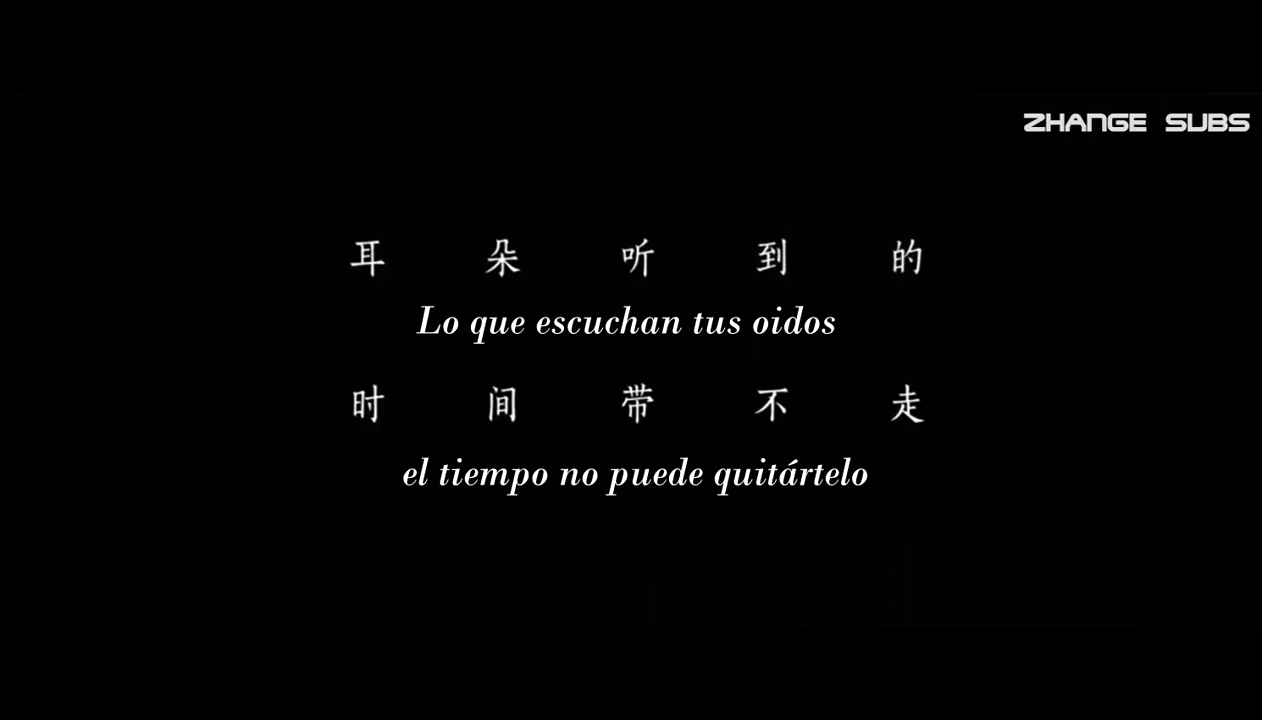 ZHANGE SUBS
耳朵听到的
Lo que escuchan tus oidos
时间带不走
el tiempo no puede quitártelo